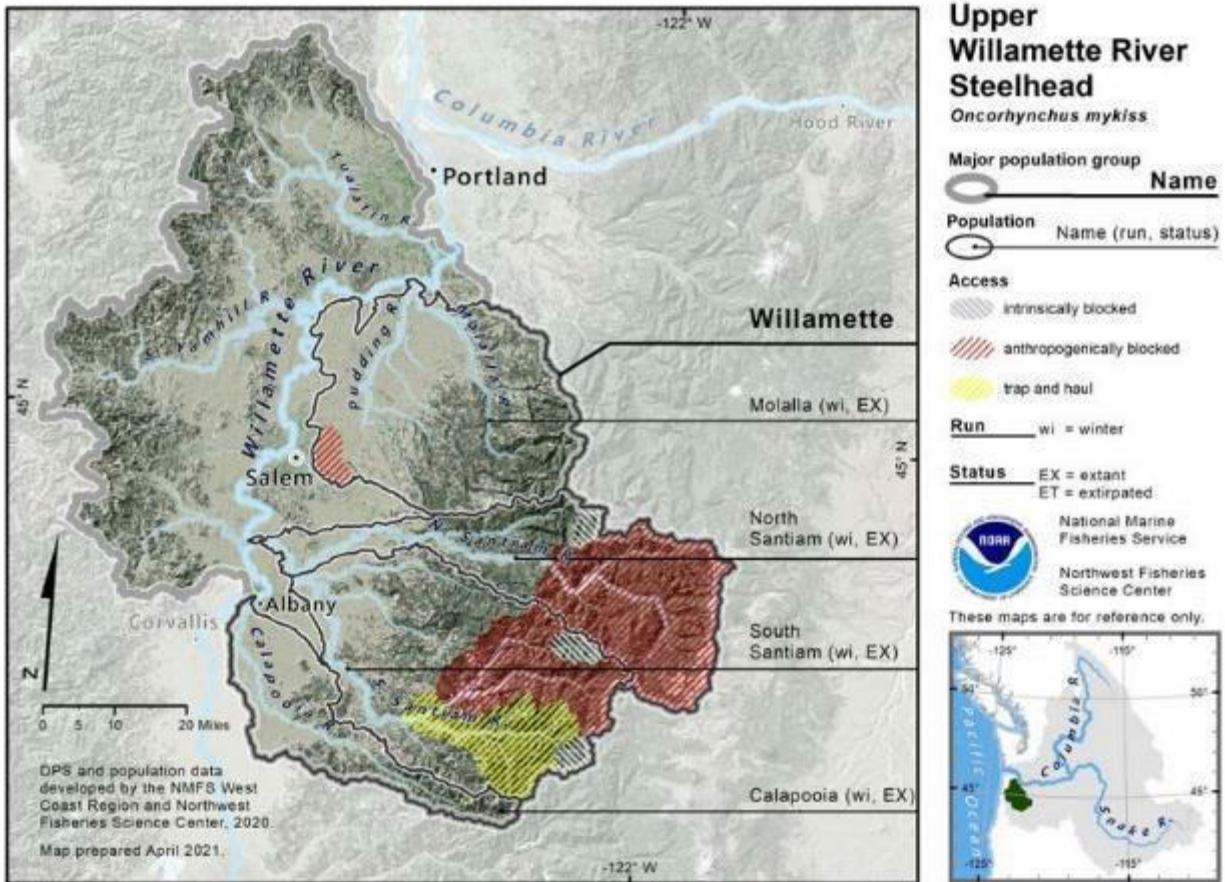 Upper
Willamette River
Steelhead
Oncorhynchus mykiss
Major population group
Name
Population
Name (run, status)
Access
intrinsically blocked
anthropogenically blocked
trap and haul
Run
wi = winter
Status
EX = extant
ET = extirpated
NOAA
National Marine
Fisheries Service
Northwest Fisheries
Science Center
These maps are for reference only.
-125°
-115°
50°
50°
Columbia R.
Pacific Ocean
45°
45°
Snake R.
-125°
-115°
-122° W
Columbia River
Hood River
Portland
Tualatin R.
Willamette River
Yamhill R.
Pudding R.
Molalla R.
Willamette
Molalla (wi, EX)
45° N
45° N
Salem
North
Santiam (wi, EX)
N. Santiam R.
Albany
Corvallis
South
Santiam (wi, EX)
Calapooia R.
S. Santiam R.
Calapooia (wi, EX)
N
0 5 10 20 Miles
DPS and population data
developed by the NMFS West
Coast Region and Northwest
Fisheries Science Center, 2020.
Map prepared April 2021.
-122° W